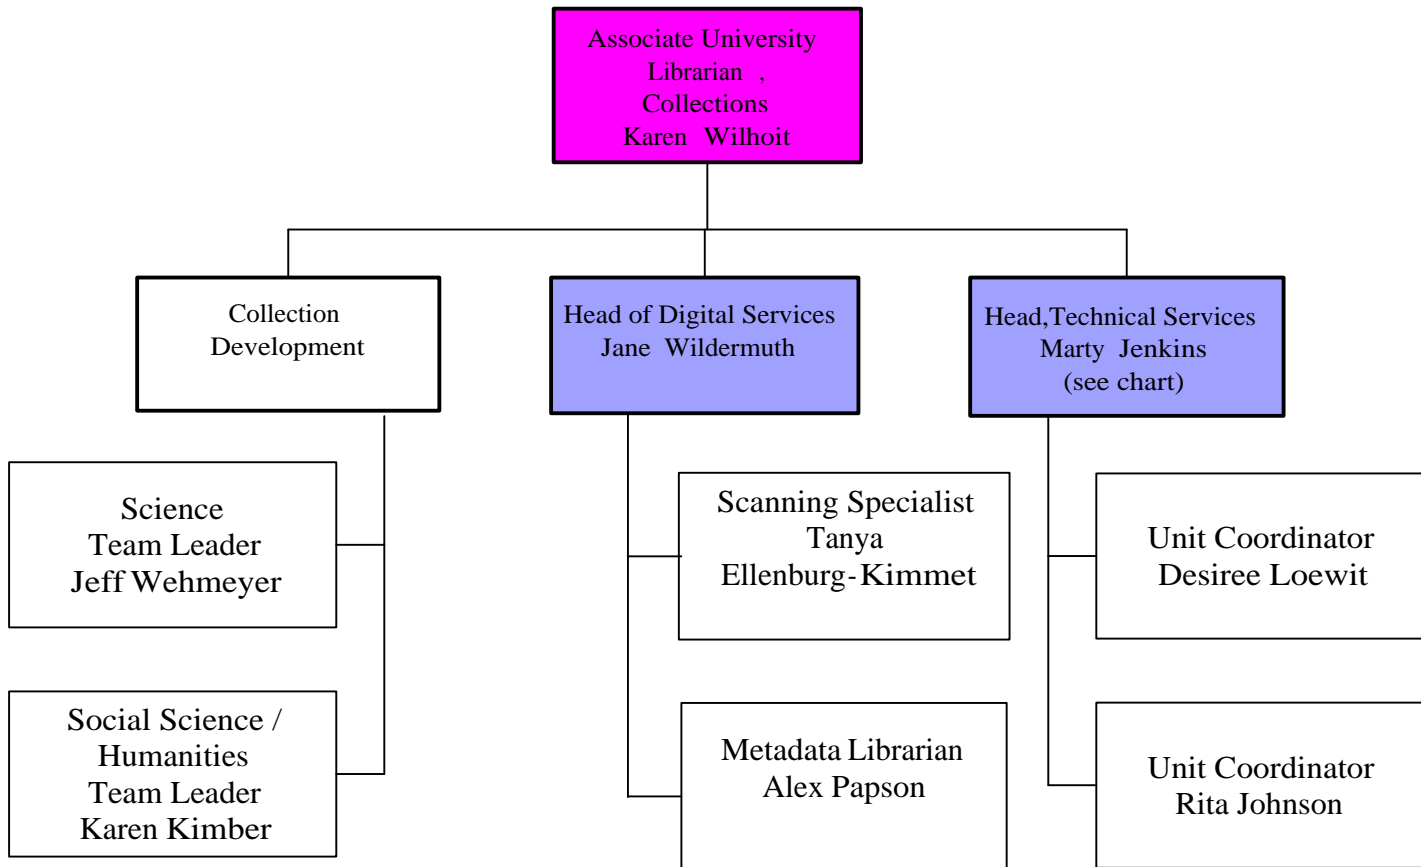 Associate University
Librarian ,
Collections
Karen Wilhoit
Collection
Development
Head of Digital Services
Jane Wildermuth
Head,Technical Services
Marty Jenkins
(see chart)
Science
Team Leader
Jeff Wehmeyer
Scanning Specialist
Tanya
Ellenburg-Kimmet
Unit Coordinator
Desiree Loewit
Social Science /
Humanities
Team Leader
Karen Kimber
Metadata Librarian
Alex Papson
Unit Coordinator
Rita Johnson